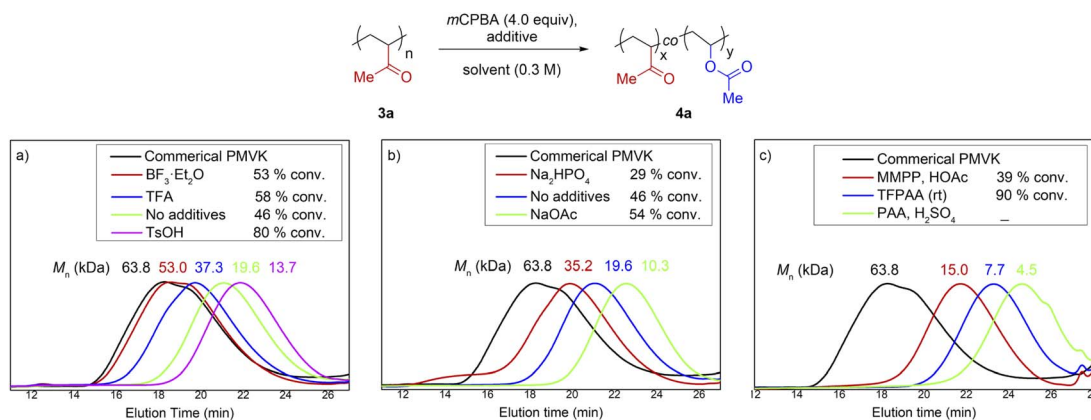 mCPBA (4.0 equiv),
additive
solvent (0.3 M)
n
Me
O
3a
co
x
y
Me
O
O
O
Me
4a
a)
Commerical PMVK
BF3·Et2O 53 % conv.
TFA 58 % conv.
No additives 46 % conv.
TsOH 80 % conv.
Mn (kDa) 63.8 53.0 37.3 19.6 13.7
12 14 16 18 20 22 24 26
Elution Time (min)
b)
Commerical PMVK
Na2HPO4 29 % conv.
No additives 46 % conv.
NaOAc 54 % conv.
Mn (kDa) 63.8 35.2 19.6 10.3
12 14 16 18 20 22 24 26
Elution Time (min)
c)
Commerical PMVK
MMPP, HOAc 39 % conv.
TFPAA (rt) 90 % conv.
PAA, H2SO4 _
Mn (kDa) 63.8 15.0 7.7 4.5
12 14 16 18 20 22 24 26 28
Elution time (min)